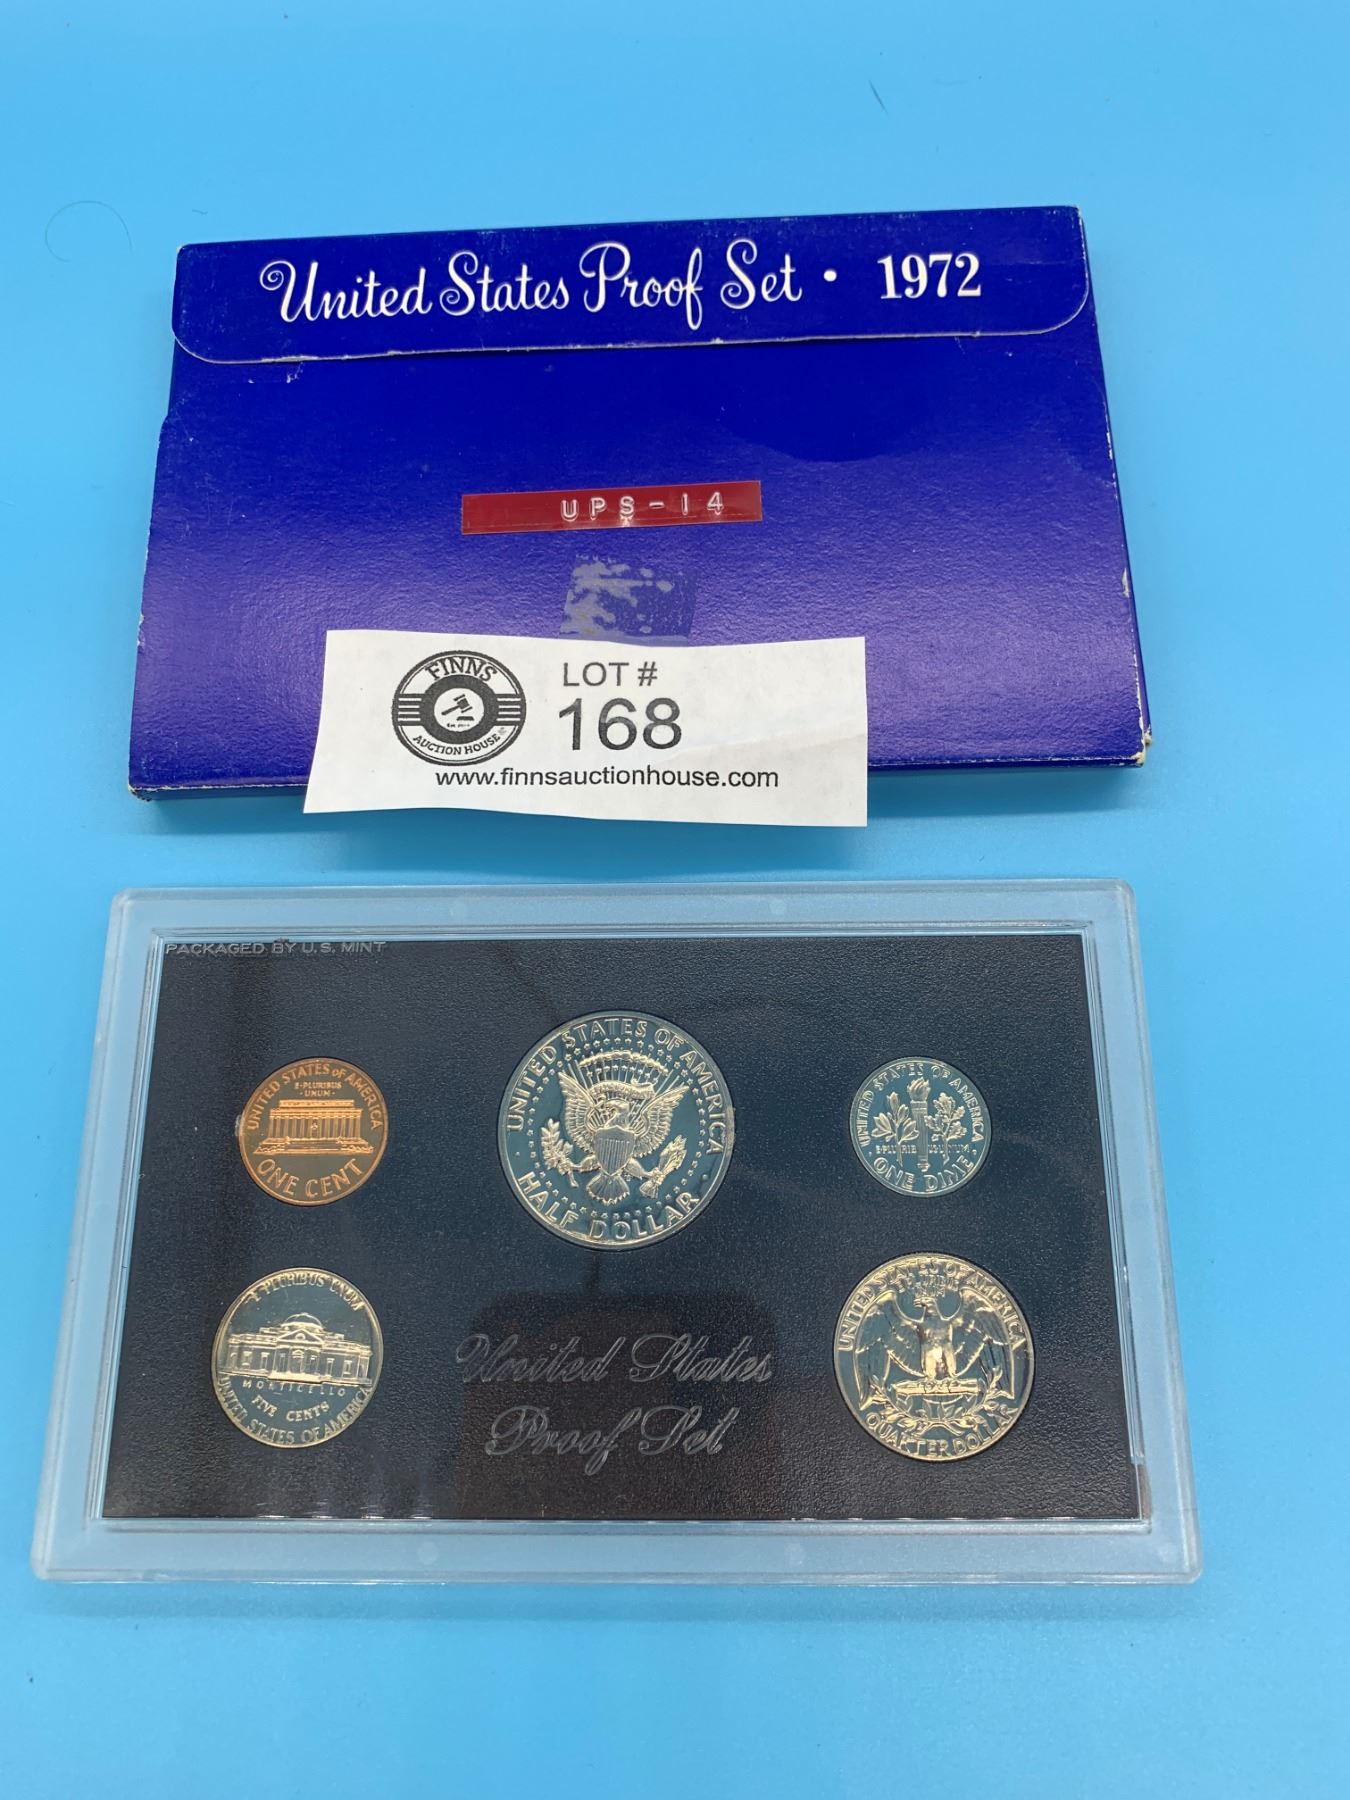 United States Proof Set · 1972
UPS-14
FINNS
AUCTION HOUSE
LOT #
168
www.finnsauctionhouse.com
PACKAGED BY U.S. MINT
UNITED STATES OF AMERICA
E·PLURIBUS
·UNUM·
ONE CENT
UNITED STATES OF AMERICA
HALF DOLLAR
UNITED STATES OF AMERICA
E·PLURIBUS UNUM
ONE DIME
E PLURIBUS UNUM
MONTICELLO
FIVE CENTS
UNITED STATES OF AMERICA
United States
Proof Set
UNITED STATES OF AMERICA
QUARTER DOLLAR